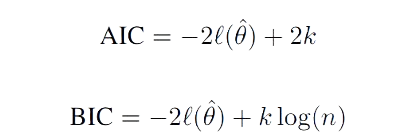 AIC = −2ℓ(θ̂) + 2k
BIC = −2ℓ(θ̂) + k log(n)